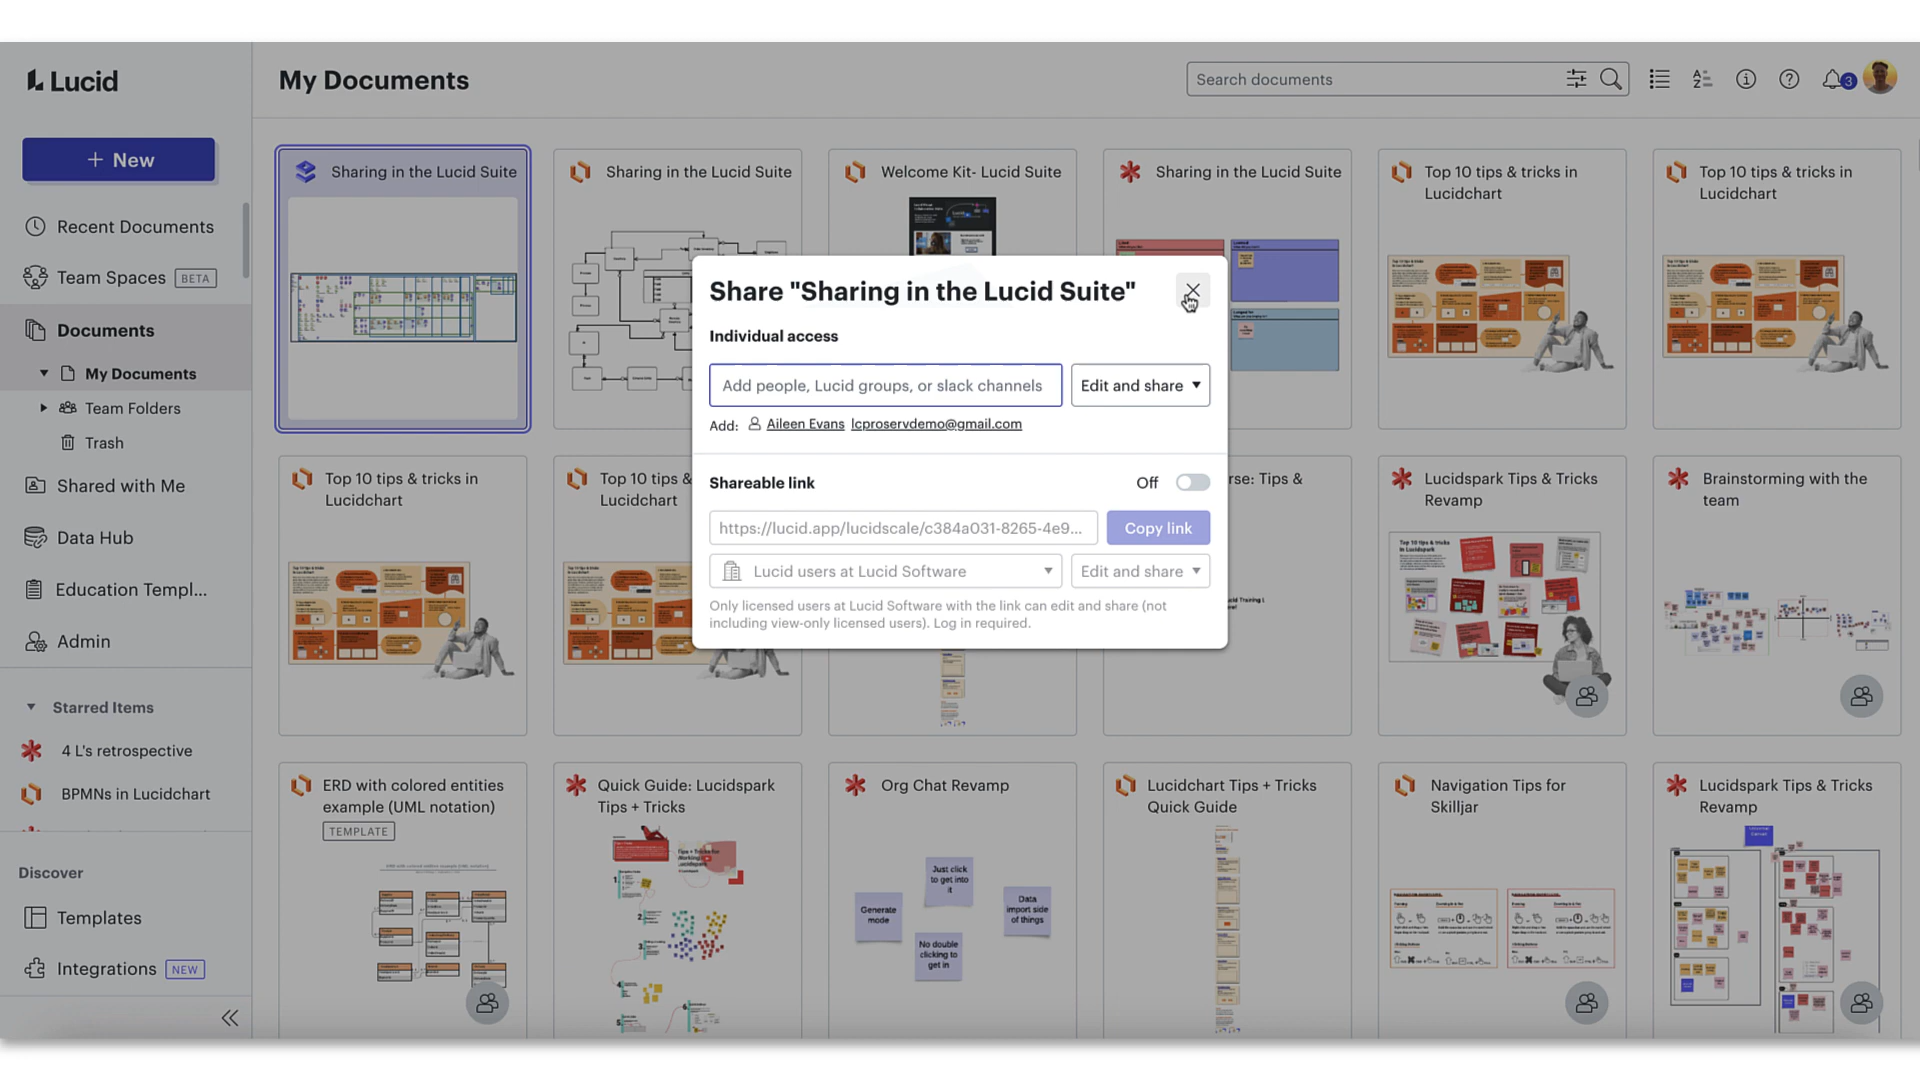 Lucid
My Documents
Search documents
3
+ New
Recent Documents
Team Spaces BETA
Documents
My Documents
Team Folders
Trash
Shared with Me
Data Hub
Education Templ...
Admin
Starred Items
4 L's retrospective
BPMNs in Lucidchart
Discover
Templates
Integrations NEW
Sharing in the Lucid Suite
Sharing in the Lucid Suite
Welcome Kit- Lucid Suite
Sharing in the Lucid Suite
Top 10 tips & tricks in
Lucidchart
Top 10 tips & tricks in
Lucidchart
Share "Sharing in the Lucid Suite"
Individual access
Add people, Lucid groups, or slack channels
Edit and share
Add: Aileen Evans lcproservdemo@gmail.com
Shareable link
Off
https://lucid.app/lucidscale/c384a031-8265-4e9...
Copy link
Lucid users at Lucid Software
Edit and share
Only licensed users at Lucid Software with the link can edit and share (not
including view-only licensed users). Log in required.
Top 10 tips & tricks in
Lucidchart
Top 10 tips &
Lucidchart
rse: Tips &
Lucidspark Tips & Tricks
Revamp
Top 10 tips & tricks
in Lucidspark
Brainstorming with the
team
ERD with colored entities
example (UML notation)
TEMPLATE
Quick Guide: Lucidspark
Tips + Tricks
Org Chat Revamp
Generate
mode
Just click
to get into
it
Data
import side
of things
No double
clicking to
get in
Lucidchart Tips + Tricks
Quick Guide
Navigation Tips for
Skilljar
Lucidspark Tips & Tricks
Revamp